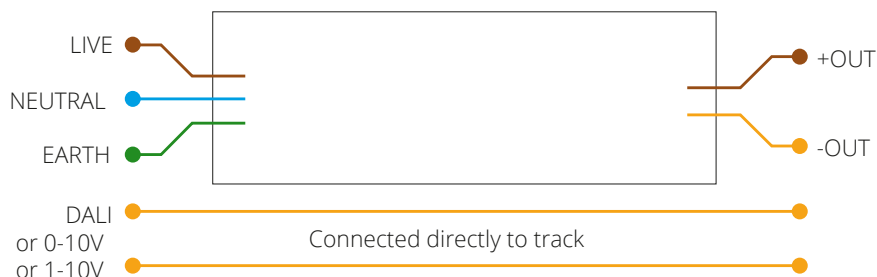 LIVE
+OUT
NEUTRAL
-OUT
EARTH
DALI
or 0-10V
Connected directly to track
or 1-10V